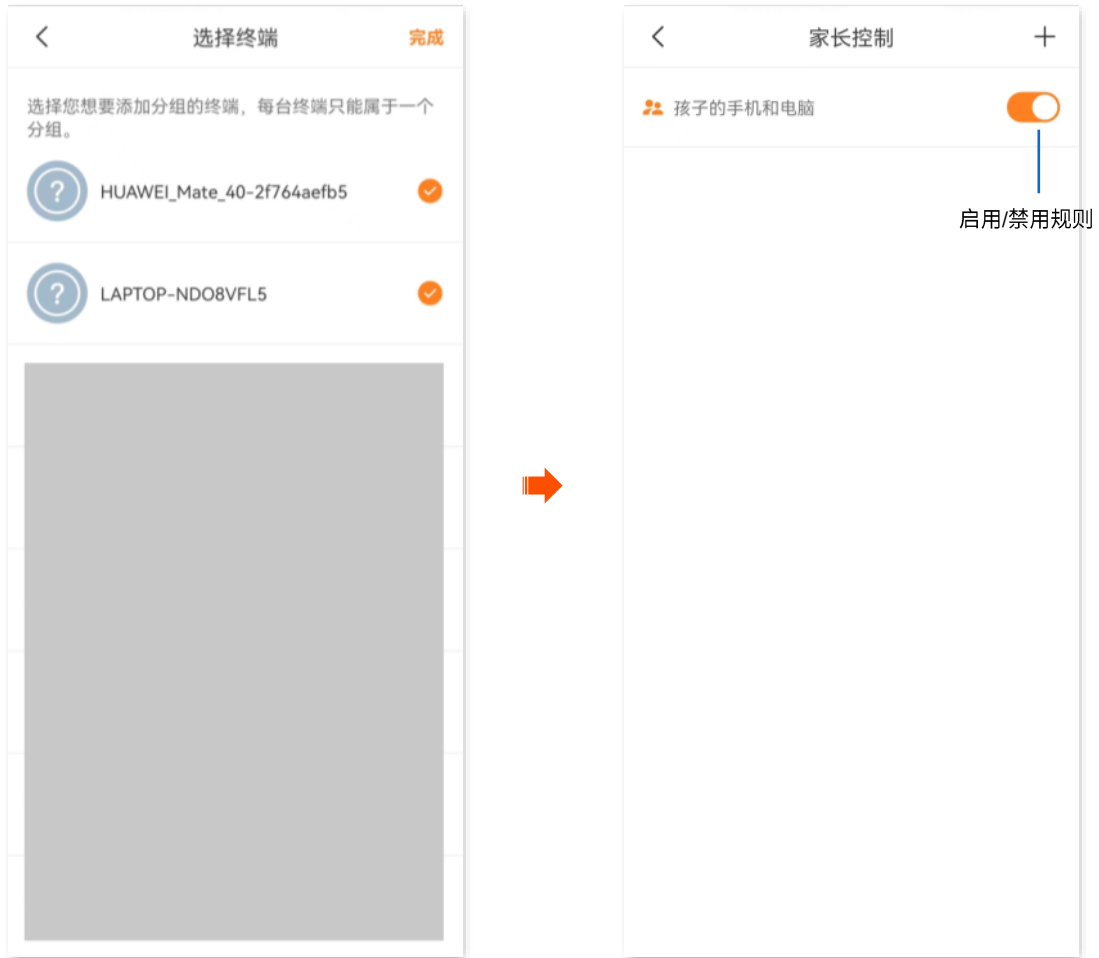 选择终端
完成
选择您想要添加分组的终端，每台终端只能属于一个
分组。
HUAWEI_Mate_40-2f764aefb5
LAPTOP-NDO8VFL5
家长控制
孩子的手机和电脑
启用/禁用规则